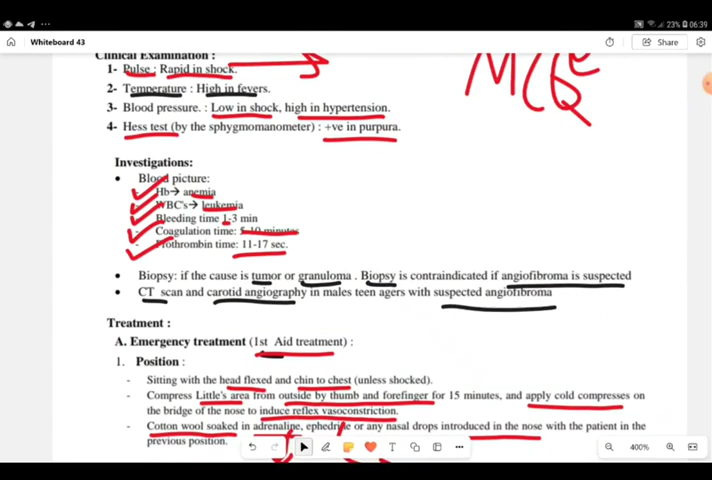 23% 06:39
Whiteboard 43
Share
Clinical Examination :
MCQ
1- Pulse : Rapid in shock.
2- Temperature : High in fevers.
3- Blood pressure. : Low in shock, high in hypertension.
4- Hess test (by the sphygmomanometer) : +ve in purpura.
Investigations:
• Blood picture:
Hb→ anemia
WBC's→ leukemia
Bleeding time 1-3 min
Coagulation time: 5-10 minutes
Prothrombin time: 11-17 sec.
• Biopsy: if the cause is tumor or granuloma . Biopsy is contraindicated if angiofibroma is suspected
• CT scan and carotid angiography in males teen agers with suspected angiofibroma
Treatment :
A. Emergency treatment (1st Aid treatment) :
1. Position :
- Sitting with the head flexed and chin to chest (unless shocked).
- Compress Little's area from outside by thumb and forefinger for 15 minutes, and apply cold compresses on
the bridge of the nose to induce reflex vasoconstriction.
- Cotton wool soaked in adrenaline, ephedrine or any nasal drops introduced in the nose with the patient in the
previous position.
400%